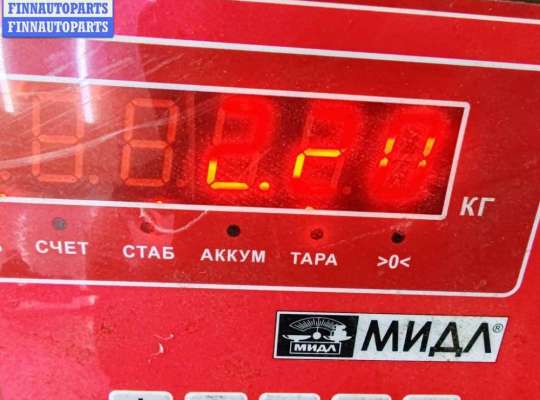 FINNAUTOPARTS
FINNAUTOPARTS
КГ
СЧЕТ СТАБ АККУМ ТАРА >0<
МИДЛ МИДЛ®